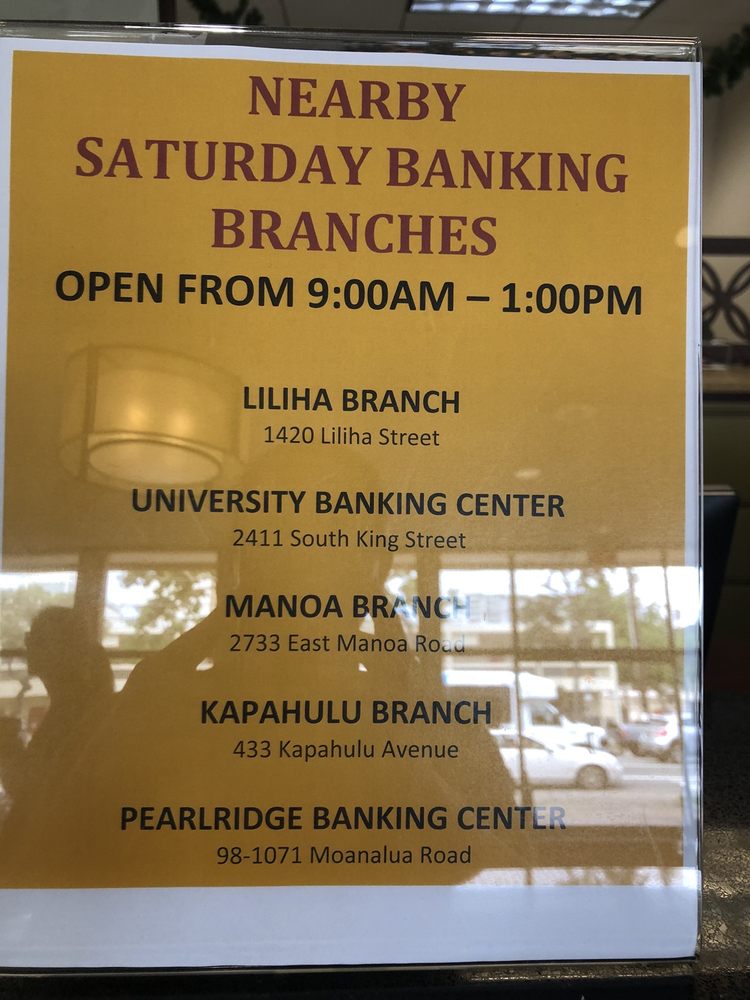 NEARBY
SATURDAY BANKING
BRANCHES
OPEN FROM 9:00AM – 1:00PM
LILIHA BRANCH
1420 Liliha Street
UNIVERSITY BANKING CENTER
2411 South King Street
MANOA BRANCH
2733 East Manoa Road
KAPAHULU BRANCH
433 Kapahulu Avenue
PEARLRIDGE BANKING CENTER
98-1071 Moanalua Road